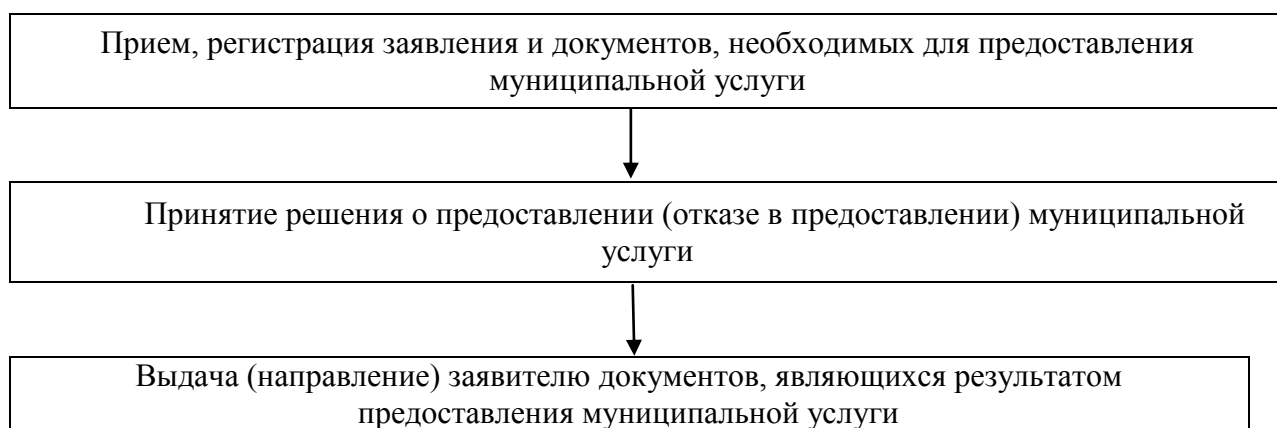 Прием, регистрация заявления и документов, необходимых для предоставления
муниципальной услуги
Принятие решения о предоставлении (отказе в предоставлении) муниципальной
услуги
Выдача (направление) заявителю документов, являющихся результатом
предоставления муниципальной услуги